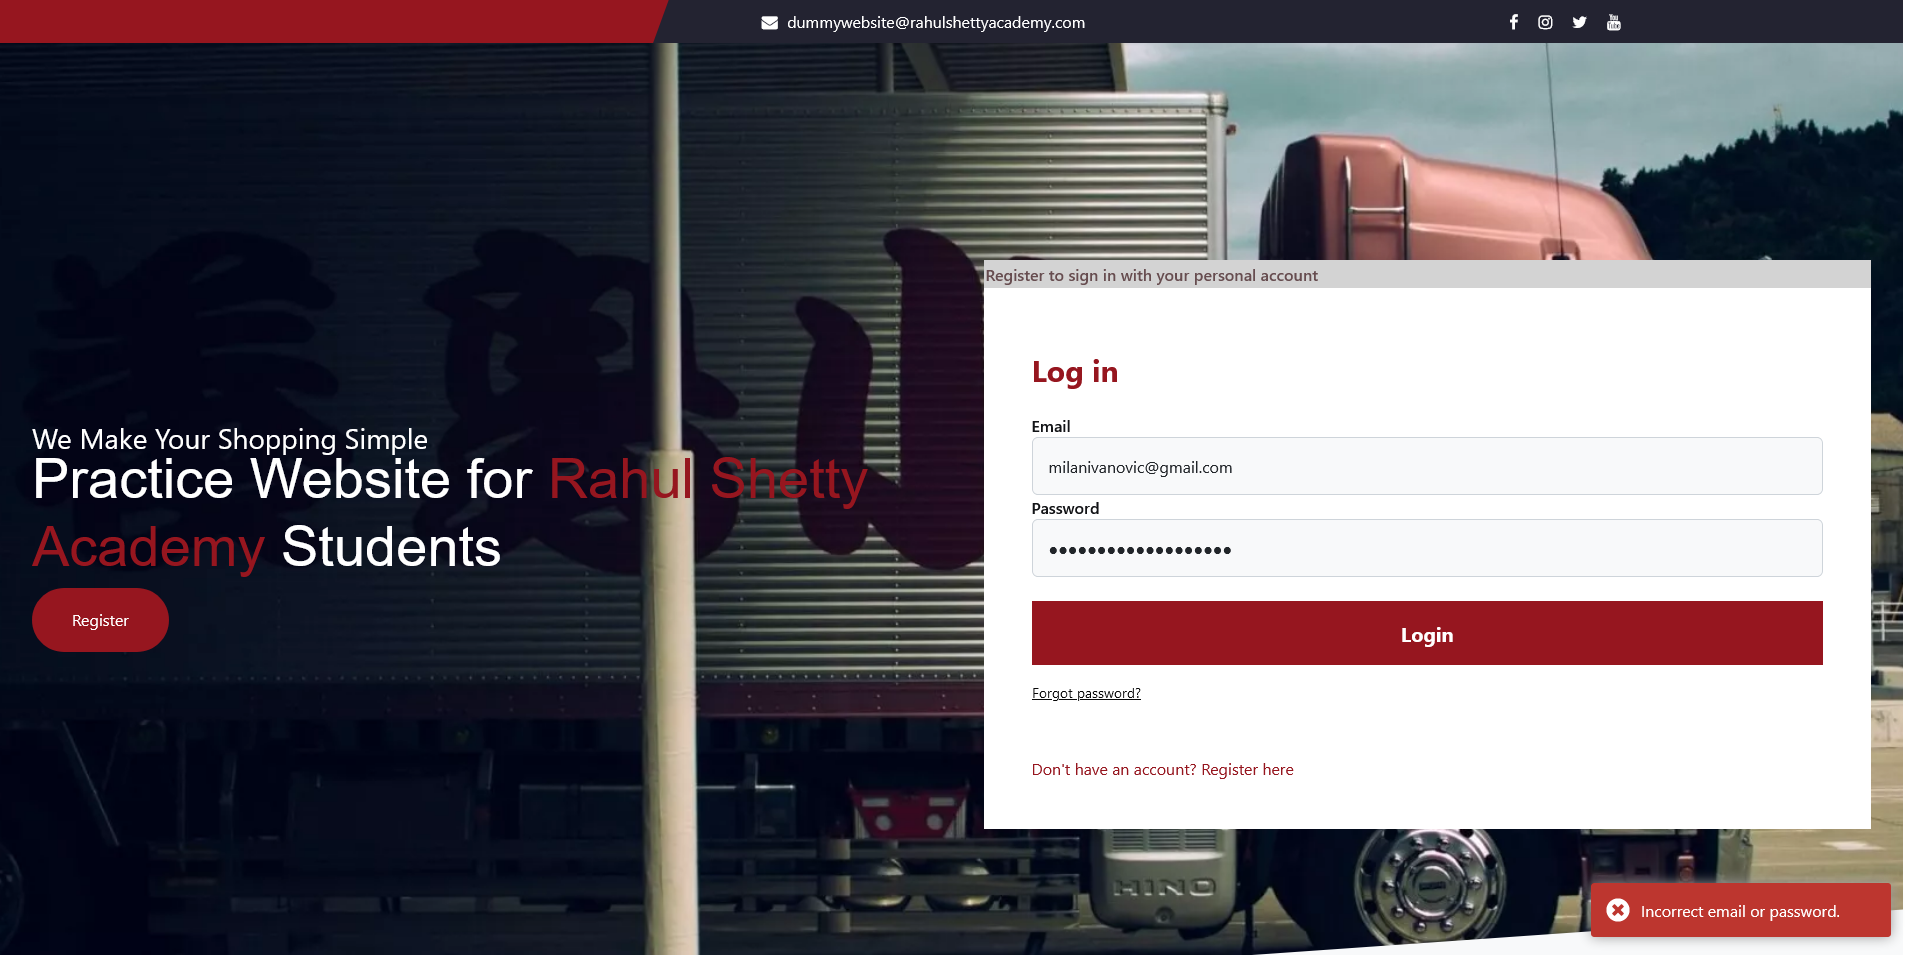 dummywebsite@rahulshettyacademy.com
We Make Your Shopping Simple
Practice Website for Rahul Shetty
Academy Students
Register
Register to sign in with your personal account
Log in
Email
milanivanovic@gmail.com
Password
Login
Forgot password?
Don't have an account? Register here
HINO
Incorrect email or password.